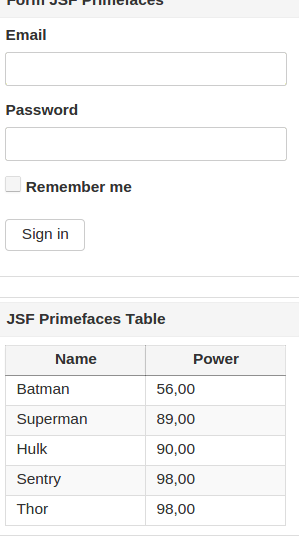 Form JSF Primefaces
Email
Password
Remember me
Sign in
JSF Primefaces Table
Name Power
Batman 56,00
Superman 89,00
Hulk 90,00
Sentry 98,00
Thor 98,00